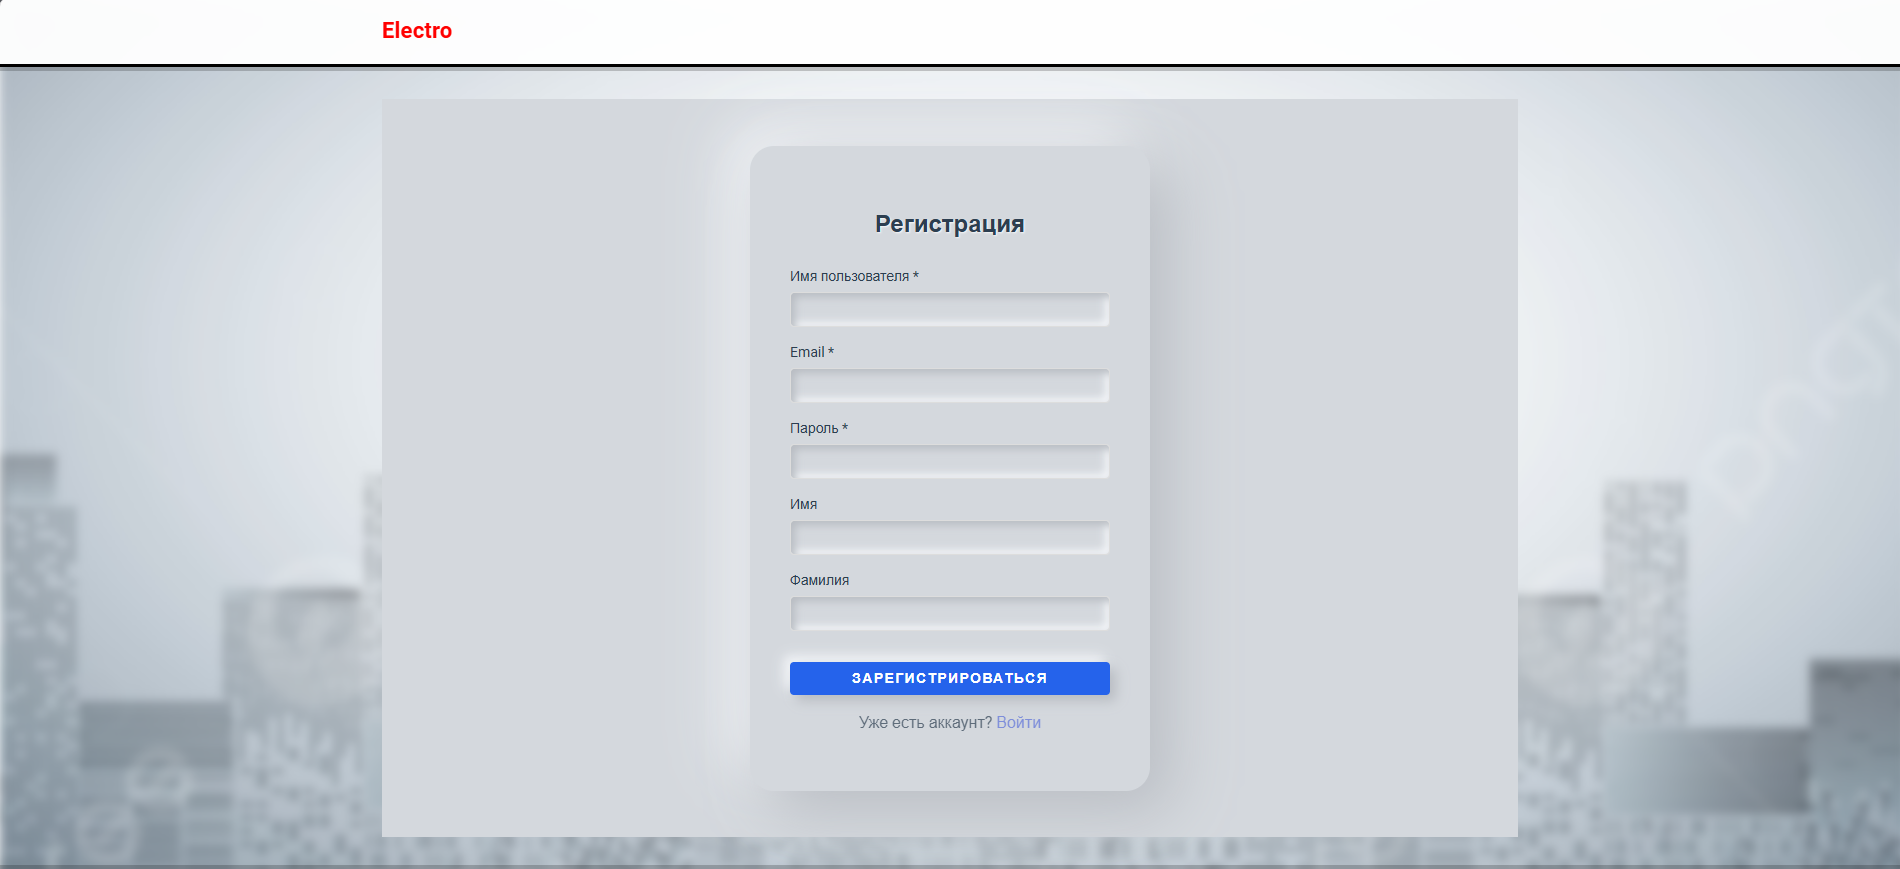 Electro
Регистрация
Имя пользователя *
Email *
Пароль *
Имя
Фамилия
ЗАРЕГИСТРИРОВАТЬСЯ
Уже есть аккаунт? Войти